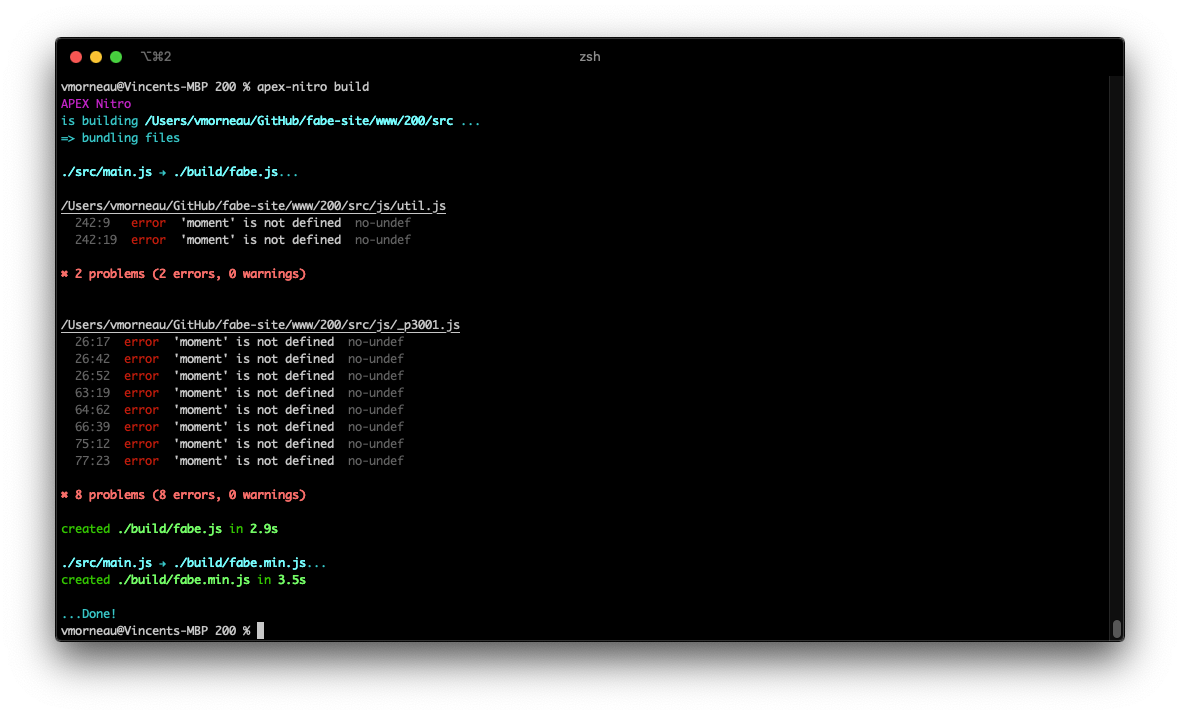 ⌥⌘2
zsh
vmorneau@Vincents-MBP 200 % apex-nitro build
APEX Nitro
is building /Users/vmorneau/GitHub/fabe-site/www/200/src ...
=> bundling files
./src/main.js → ./build/fabe.js...
/Users/vmorneau/GitHub/fabe-site/www/200/src/js/util.js
242:9 error 'moment' is not defined no-undef
242:19 error 'moment' is not defined no-undef
✖ 2 problems (2 errors, 0 warnings)
/Users/vmorneau/GitHub/fabe-site/www/200/src/js/_p3001.js
26:17 error 'moment' is not defined no-undef
26:42 error 'moment' is not defined no-undef
26:52 error 'moment' is not defined no-undef
63:19 error 'moment' is not defined no-undef
64:62 error 'moment' is not defined no-undef
66:39 error 'moment' is not defined no-undef
75:12 error 'moment' is not defined no-undef
77:23 error 'moment' is not defined no-undef
✖ 8 problems (8 errors, 0 warnings)
created ./build/fabe.js in 2.9s
./src/main.js → ./build/fabe.min.js...
created ./build/fabe.min.js in 3.5s
...Done!
vmorneau@Vincents-MBP 200 %